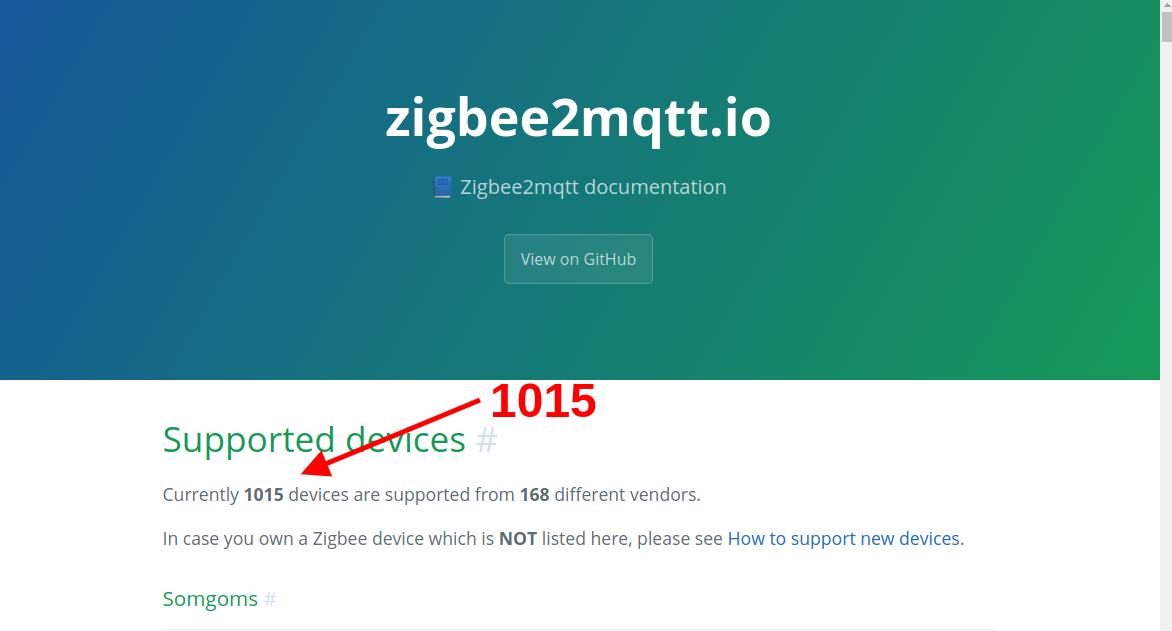 zigbee2mqtt.io
Zigbee2mqtt documentation
View on GitHub
1015
Supported devices #
Currently 1015 devices are supported from 168 different vendors.
In case you own a Zigbee device which is NOT listed here, please see How to support new devices.
Somgoms #